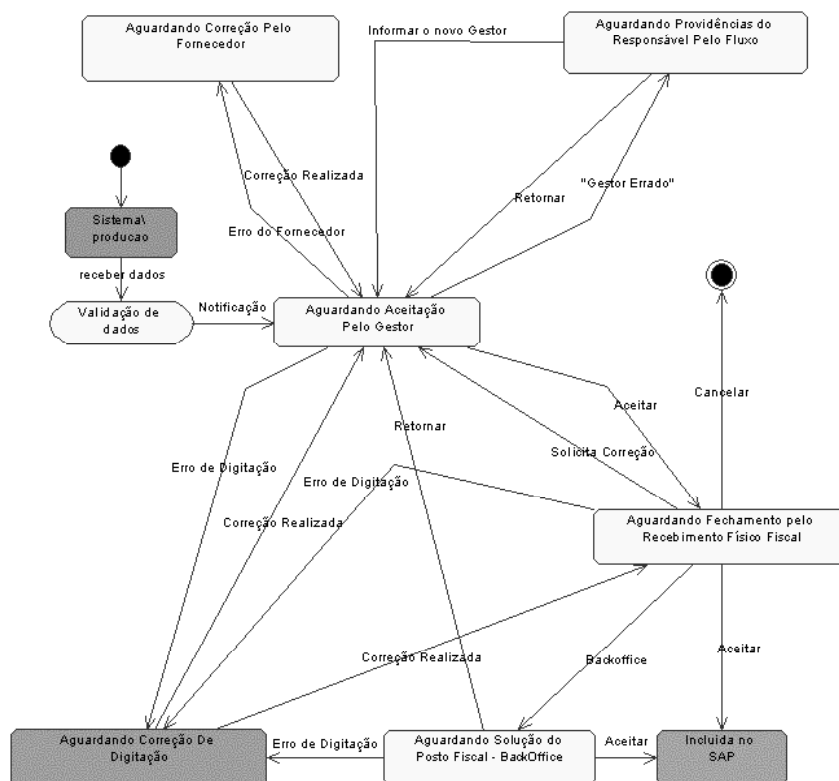 Aguardando Correção Pelo
Fornecedor
Informar o novo Gestor
Aguardando Providências do
Responsável Pelo Fluxo
Correção Realizada
"Gestor Errado"
Retornar
Sistema\
producao
Erro do Fornecedor
receber dados
Validação de
dados
Notificação
Aguardando Aceitação
Pelo Gestor
Cancelar
Aceitar
Retornar
Solicita Correção
Erro de Digitação
Erro de Digitação
Correção Realizada
Aguardando Fechamento pelo
Recebimento Físico Fiscal
Correção Realizada
Backoffice
Aceitar
Aguardando Correção De
Digitação
Erro de Digitação
Aguardando Solução do
Posto Fiscal - BackOffice
Aceitar
Incluida no
SAP